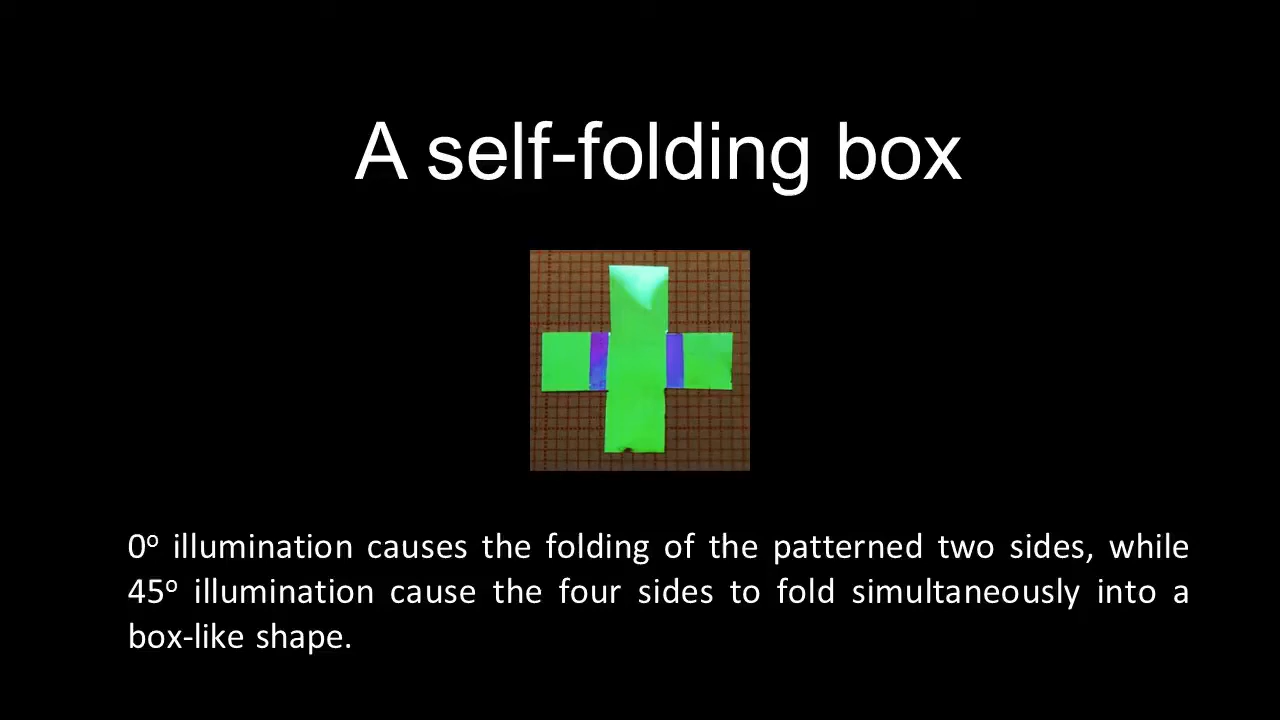 A self-folding box
0º illumination causes the folding of the patterned two sides, while
45º illumination cause the four sides to fold simultaneously into a
box-like shape.